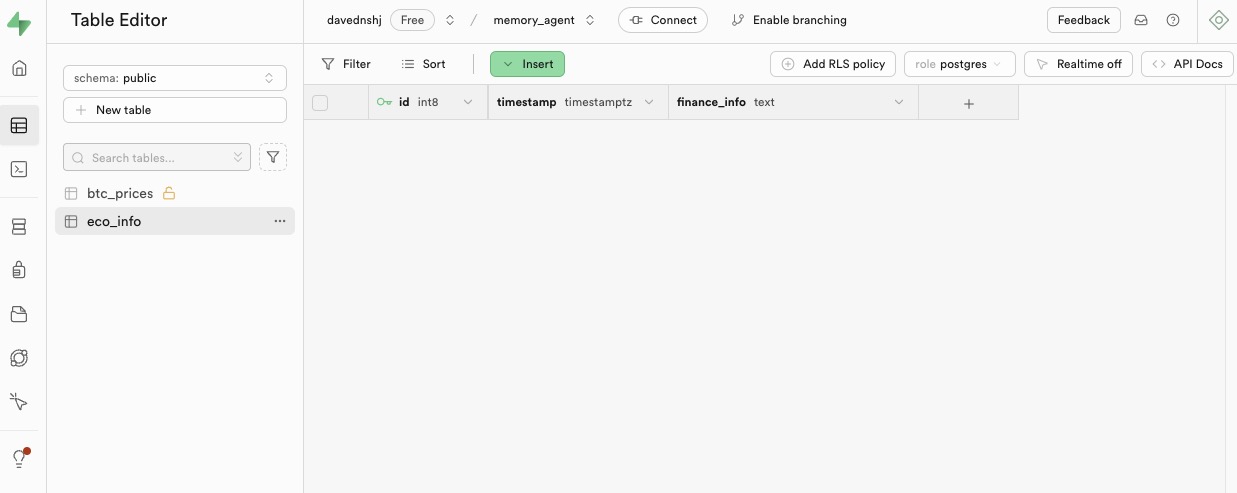 Table Editor
davednshj Free / memory_agent Connect Enable branching Feedback
schema: public
Filter Sort Insert Add RLS policy role postgres Realtime off API Docs
New table
id int8 timestamp timestamptz finance_info text +
Search tables...
btc_prices
eco_info